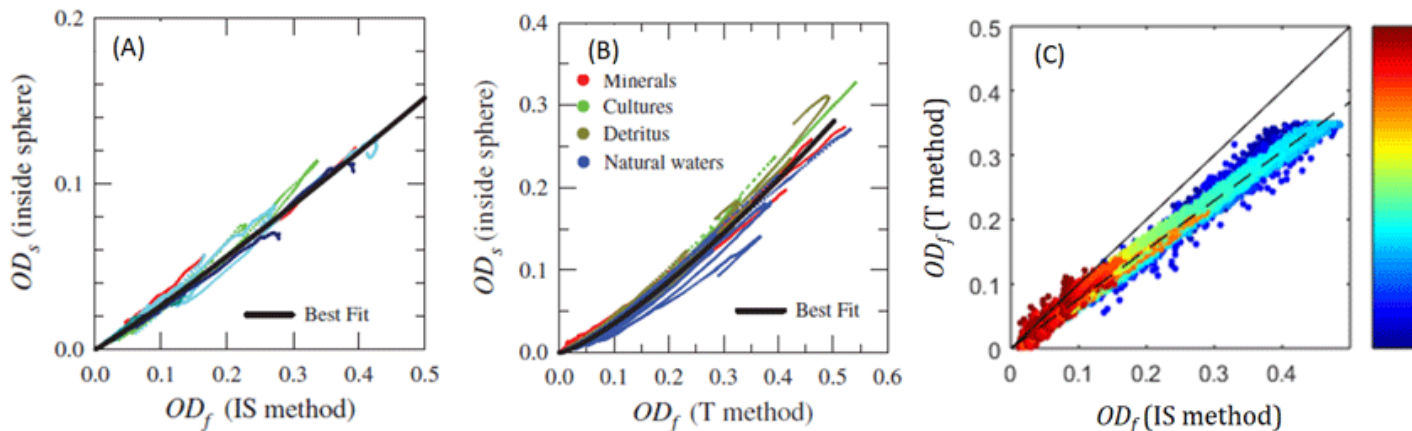 (A)
OD_s (inside sphere)
0.2
0.1
0.0
Best Fit
0.0 0.1 0.2 0.3 0.4 0.5
OD_f (IS method)
(B)
OD_s (inside sphere)
0.4
0.3
0.2
0.1
0.0
Minerals
Cultures
Detritus
Natural waters
Best Fit
0.0 0.1 0.2 0.3 0.4 0.5 0.6
OD_f (T method)
(C)
OD_f (T method)
0.5
0.4
0.3
0.2
0.1
0
0 0.1 0.2 0.3 0.4
OD_f (IS method)